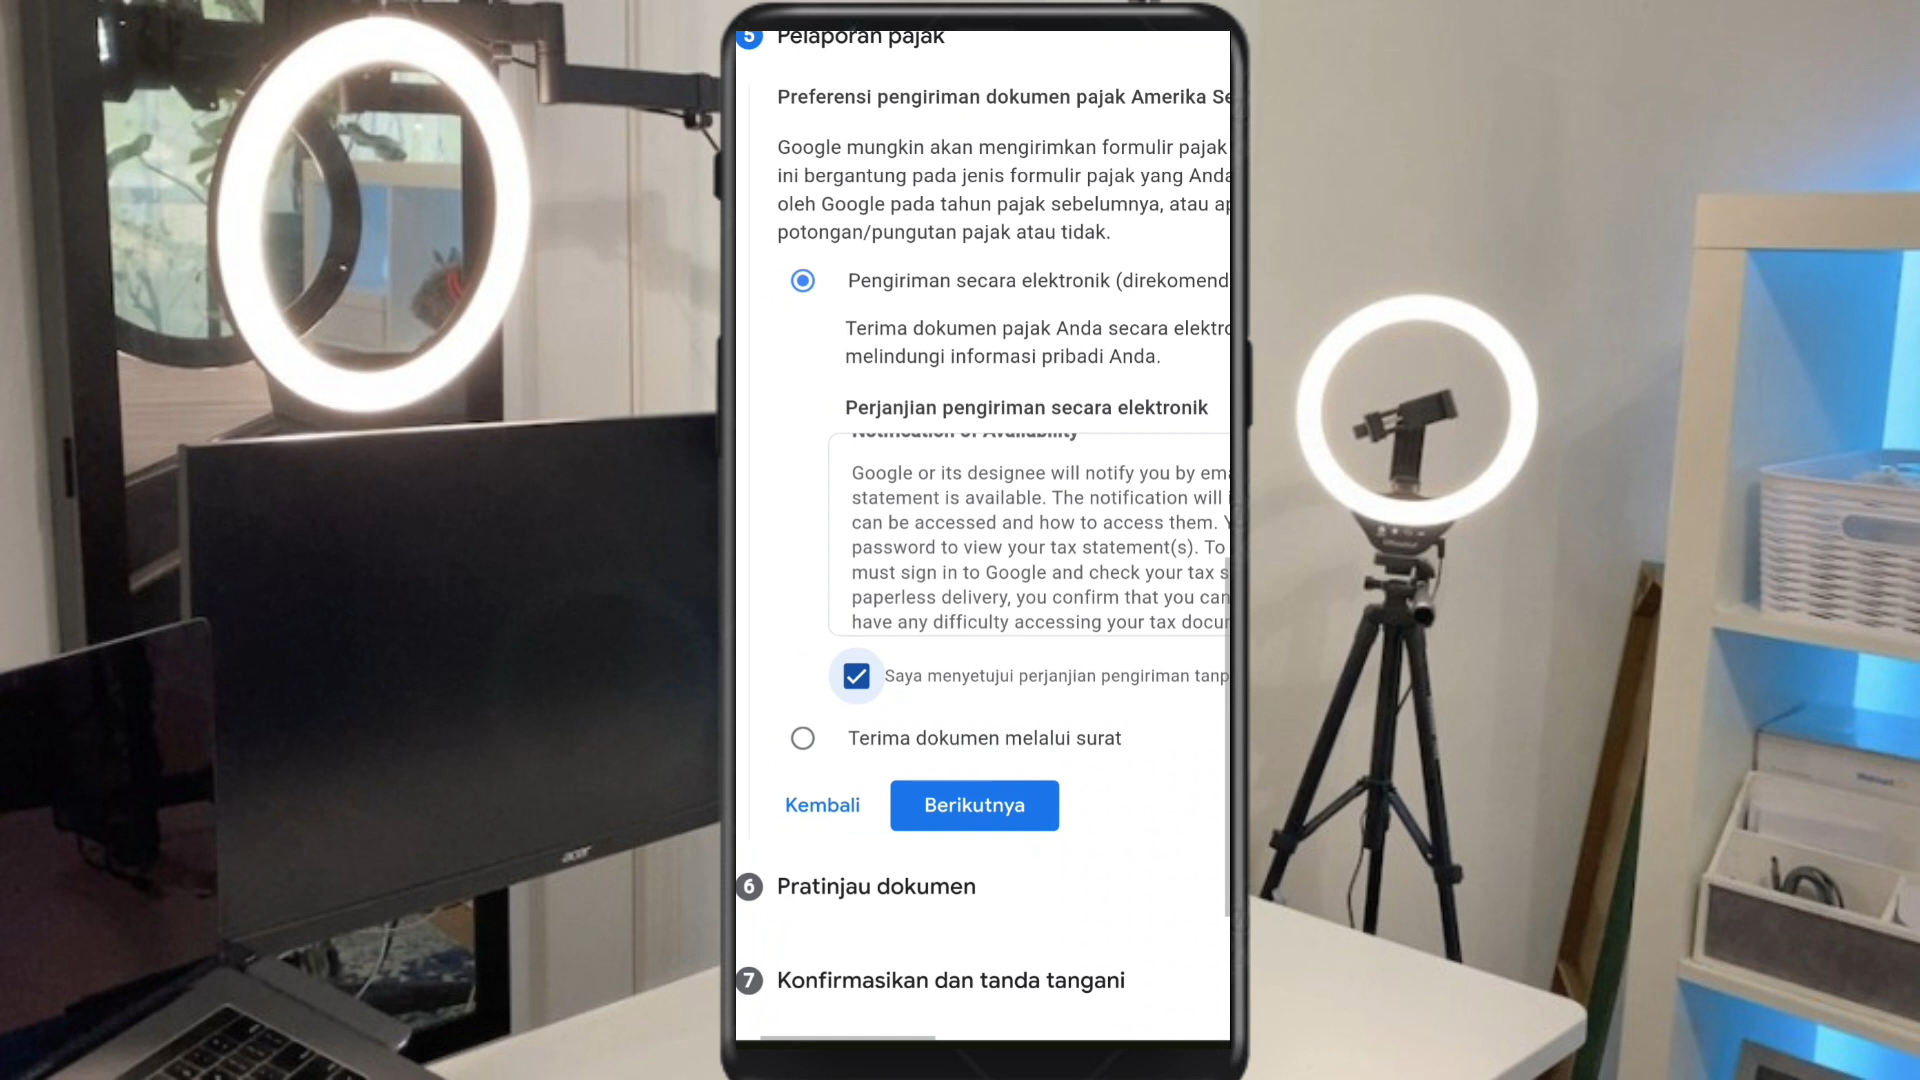 5 Pelaporan pajak
Preferensi pengiriman dokumen pajak Amerika Se
Google mungkin akan mengirimkan formulir pajak
ini bergantung pada jenis formulir pajak yang Anda
oleh Google pada tahun pajak sebelumnya, atau ap
potongan/pungutan pajak atau tidak.
Pengiriman secara elektronik (direkomend
Terima dokumen pajak Anda secara elektro
melindungi informasi pribadi Anda.
Perjanjian pengiriman secara elektronik
Notification of Availability
Google or its designee will notify you by ema
statement is available. The notification will i
can be accessed and how to access them. Y
password to view your tax statement(s). To
must sign in to Google and check your tax s
paperless delivery, you confirm that you can
have any difficulty accessing your tax docur
Saya menyetujui perjanjian pengiriman tanp
Terima dokumen melalui surat
Kembali Berikutnya
6 Pratinjau dokumen
7 Konfirmasikan dan tanda tangani
acer